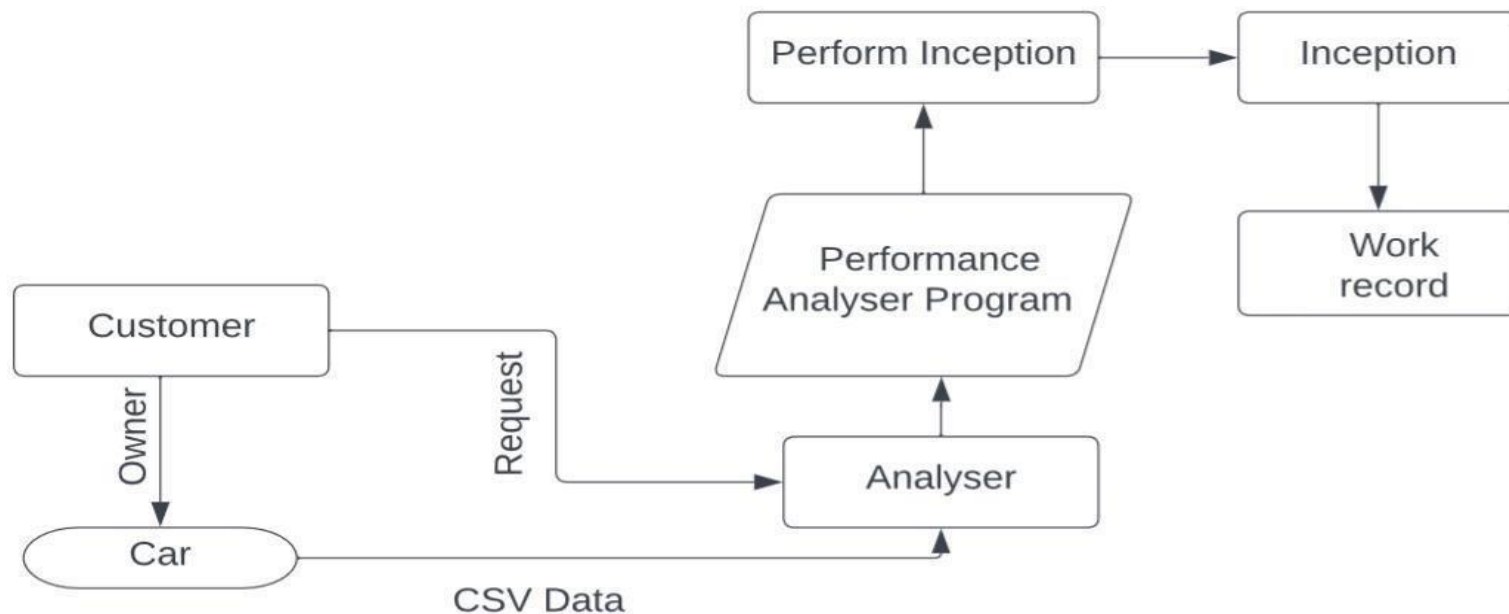 Perform Inception
Inception
Performance
Analyser Program
Work
record
Customer
Owner
Request
Analyser
Car
CSV Data